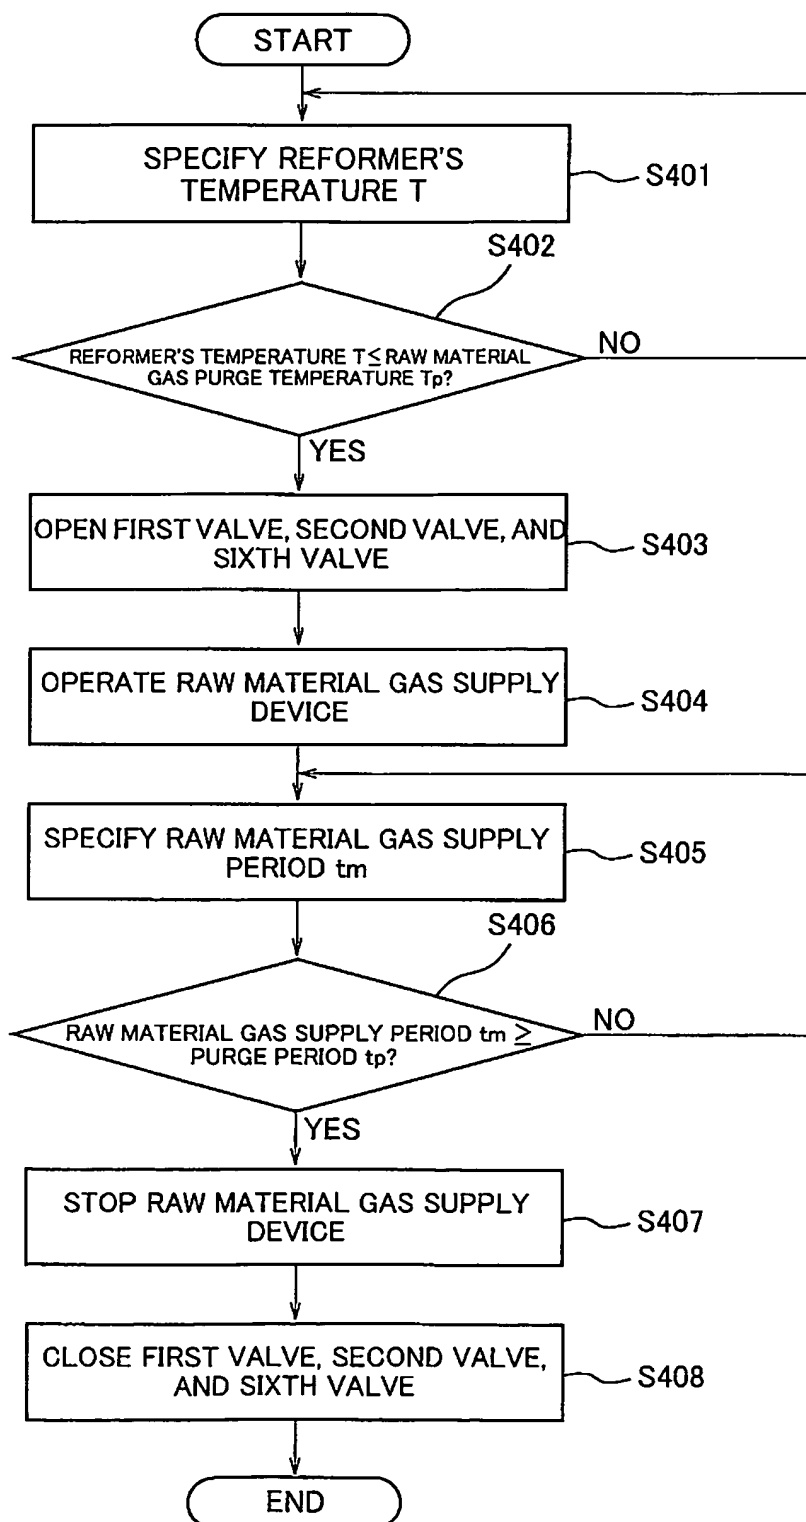 START
SPECIFY REFORMER'S
TEMPERATURE T
S401
S402
REFORMER'S TEMPERATURE T≤RAW MATERIAL
GAS PURGE TEMPERATURE Tp?
NO
YES
OPEN FIRST VALVE, SECOND VALVE, AND
SIXTH VALVE
S403
OPERATE RAW MATERIAL GAS SUPPLY
DEVICE
S404
SPECIFY RAW MATERIAL GAS SUPPLY
PERIOD tm
S405
S406
RAW MATERIAL GAS SUPPLY PERIOD tm ≥
PURGE PERIOD tp?
NO
YES
STOP RAW MATERIAL GAS SUPPLY
DEVICE
S407
CLOSE FIRST VALVE, SECOND VALVE,
AND SIXTH VALVE
S408
END